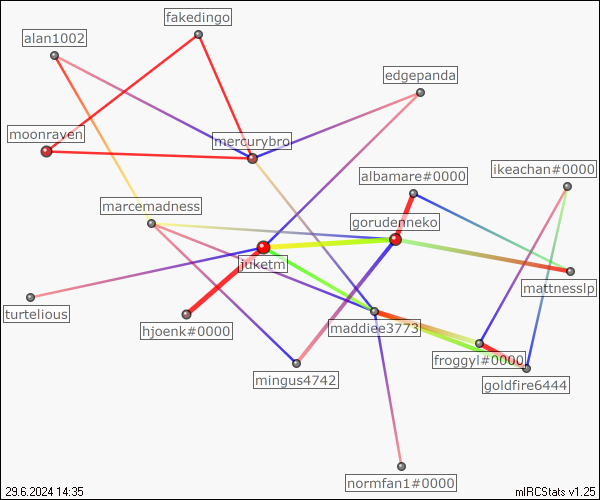 fakedingo
alan1002
edgepanda
moonraven
mercurybro
albamare#0000
ikeachan#0000
marcemadness
gorudenneko
juketm
mattnesslp
turtelious
hjoenk#0000
maddiee3773
froggyl#0000
mingus4742
goldfire6444
normfan1#0000
29.6.2024 14:35
mIRCStats v1.25